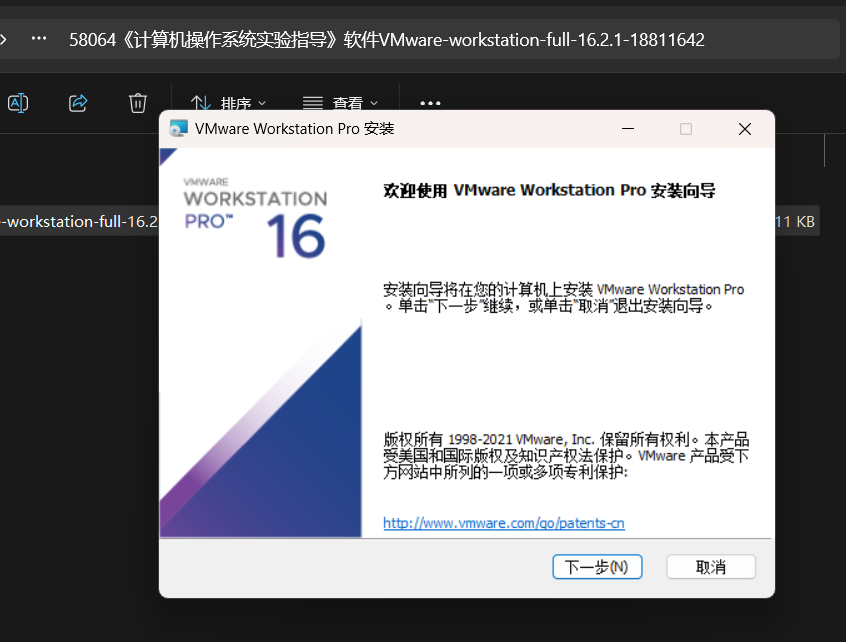 58064《计算机操作系统实验指导》软件VMware-workstation-full-16.2.1-18811642
排序
查看
VMware Workstation Pro 安装
-workstation-full-16.2
11 KB
VMWARE
WORKSTATION
PRO™
16
欢迎使用 VMware Workstation Pro 安装向导
安装向导将在您的计算机上安装 VMware Workstation Pro
。单击“下一步”继续，或单击“取消”退出安装向导。
版权所有 1998-2021 VMware, Inc. 保留所有权利。本产品
受美国和国际版权及知识产权法保护。VMware 产品受下
方网站中所列的一项或多项专利保护:
http://www.vmware.com/go/patents-cn
下一步(N)
取消